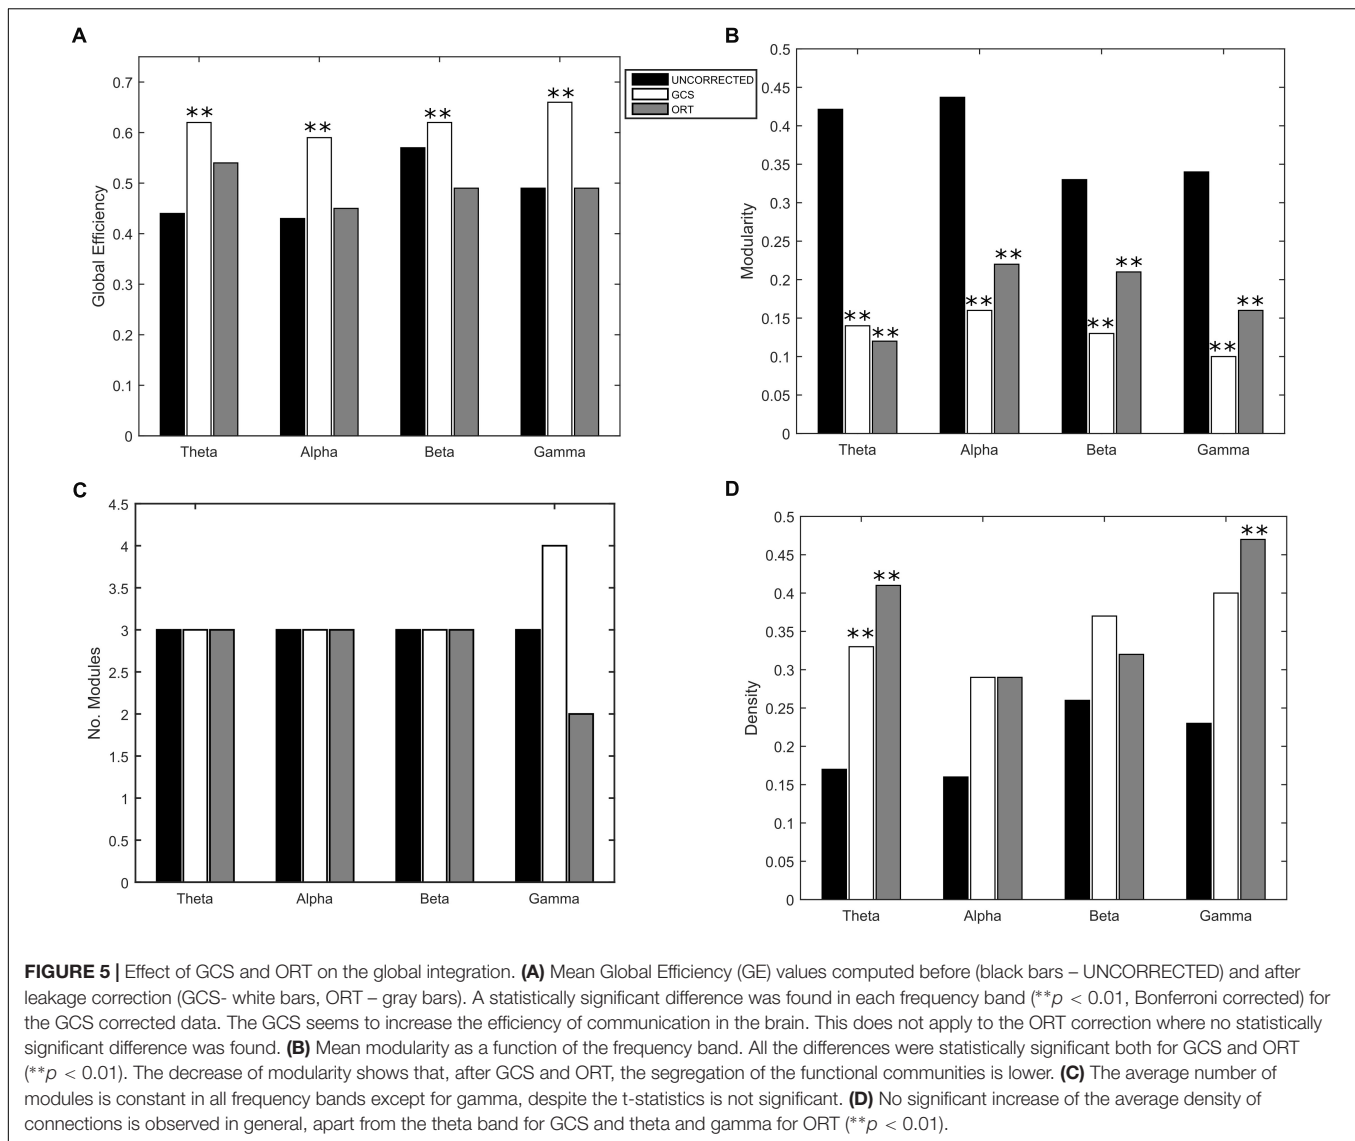 A
0.7
0.6
0.5
0.4
0.3
0.2
0.1
0
Global Efficiency
** ** ** **
Theta Alpha Beta Gamma
UNCORRECTED
GCS
ORT
B
0.5
0.45
0.4
0.35
0.3
0.25
0.2
0.15
0.1
0.05
0
Modularity
** ** ** ** ** ** ** **
Theta Alpha Beta Gamma
C
4.5
4
3.5
3
2.5
2
1.5
1
0.5
0
No. Modules
Theta Alpha Beta Gamma
D
0.5
0.45
0.4
0.35
0.3
0.25
0.2
0.15
0.1
0.05
0
Density
** ** **
Theta Alpha Beta Gamma
FIGURE 5 | Effect of GCS and ORT on the global integration. (A) Mean Global Efficiency (GE) values computed before (black bars – UNCORRECTED) and after
leakage correction (GCS- white bars, ORT – gray bars). A statistically significant difference was found in each frequency band (**p < 0.01, Bonferroni corrected) for
the GCS corrected data. The GCS seems to increase the efficiency of communication in the brain. This does not apply to the ORT correction where no statistically
significant difference was found. (B) Mean modularity as a function of the frequency band. All the differences were statistically significant both for GCS and ORT
(**p < 0.01). The decrease of modularity shows that, after GCS and ORT, the segregation of the functional communities is lower. (C) The average number of
modules is constant in all frequency bands except for gamma, despite the t-statistics is not significant. (D) No significant increase of the average density of
connections is observed in general, apart from the theta band for GCS and theta and gamma for ORT (**p < 0.01).